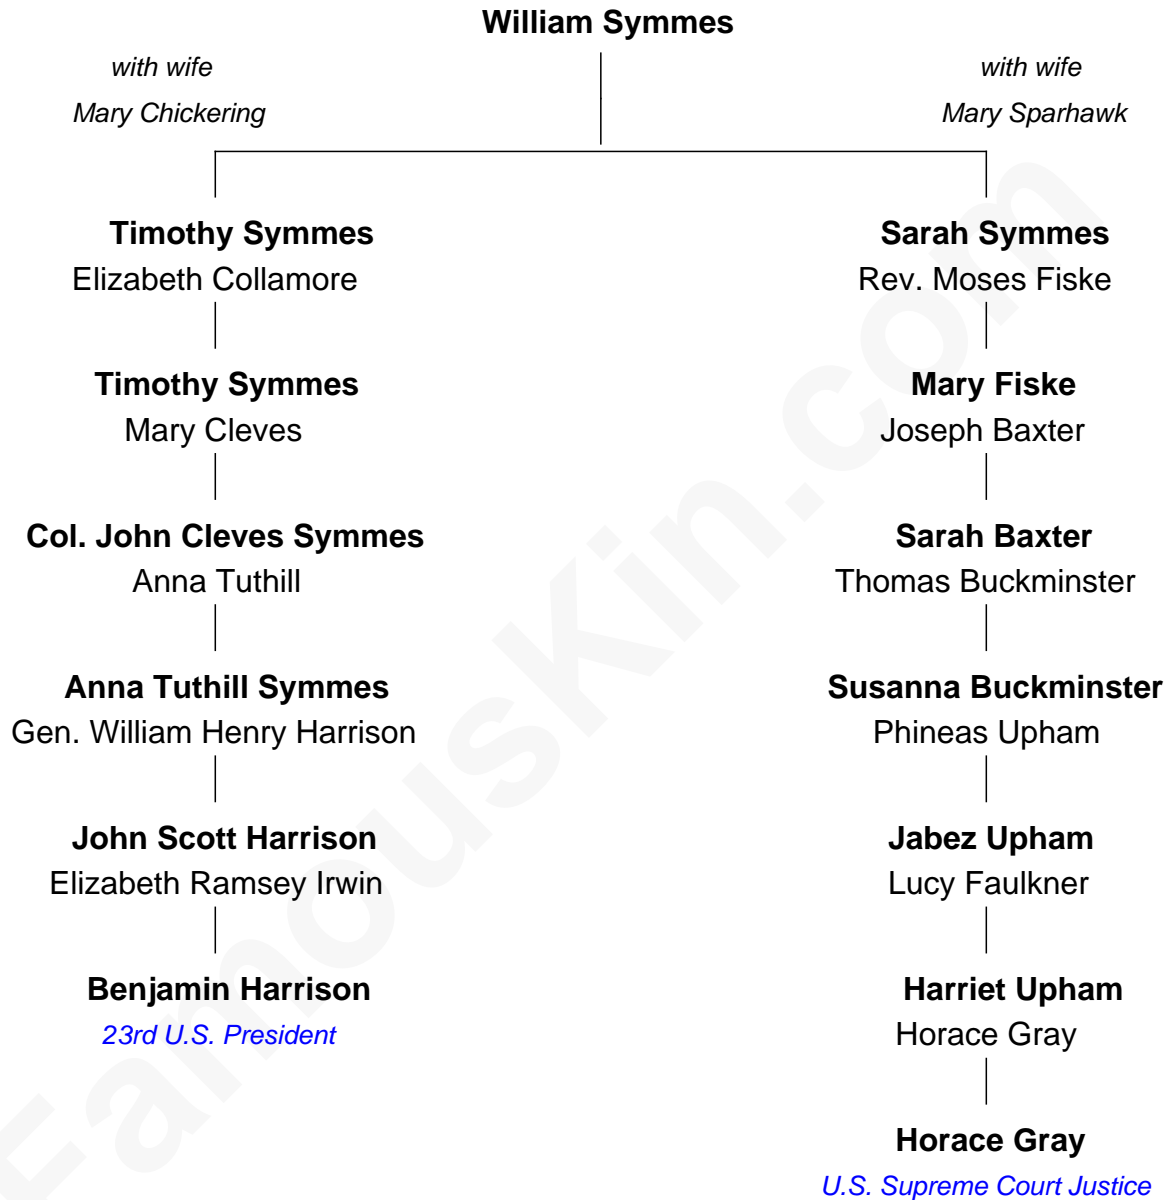 William Symmes
with wife
Mary Chickering
with wife
Mary Sparhawk
Timothy Symmes
Elizabeth Collamore
Sarah Symmes
Rev. Moses Fiske
Timothy Symmes
Mary Cleves
Mary Fiske
Joseph Baxter
Col. John Cleves Symmes
Anna Tuthill
Sarah Baxter
Thomas Buckminster
Anna Tuthill Symmes
Gen. William Henry Harrison
Susanna Buckminster
Phineas Upham
John Scott Harrison
Elizabeth Ramsey Irwin
Jabez Upham
Lucy Faulkner
Benjamin Harrison
23rd U.S. President
Harriet Upham
Horace Gray
Horace Gray
U.S. Supreme Court Justice
FamousKin.com